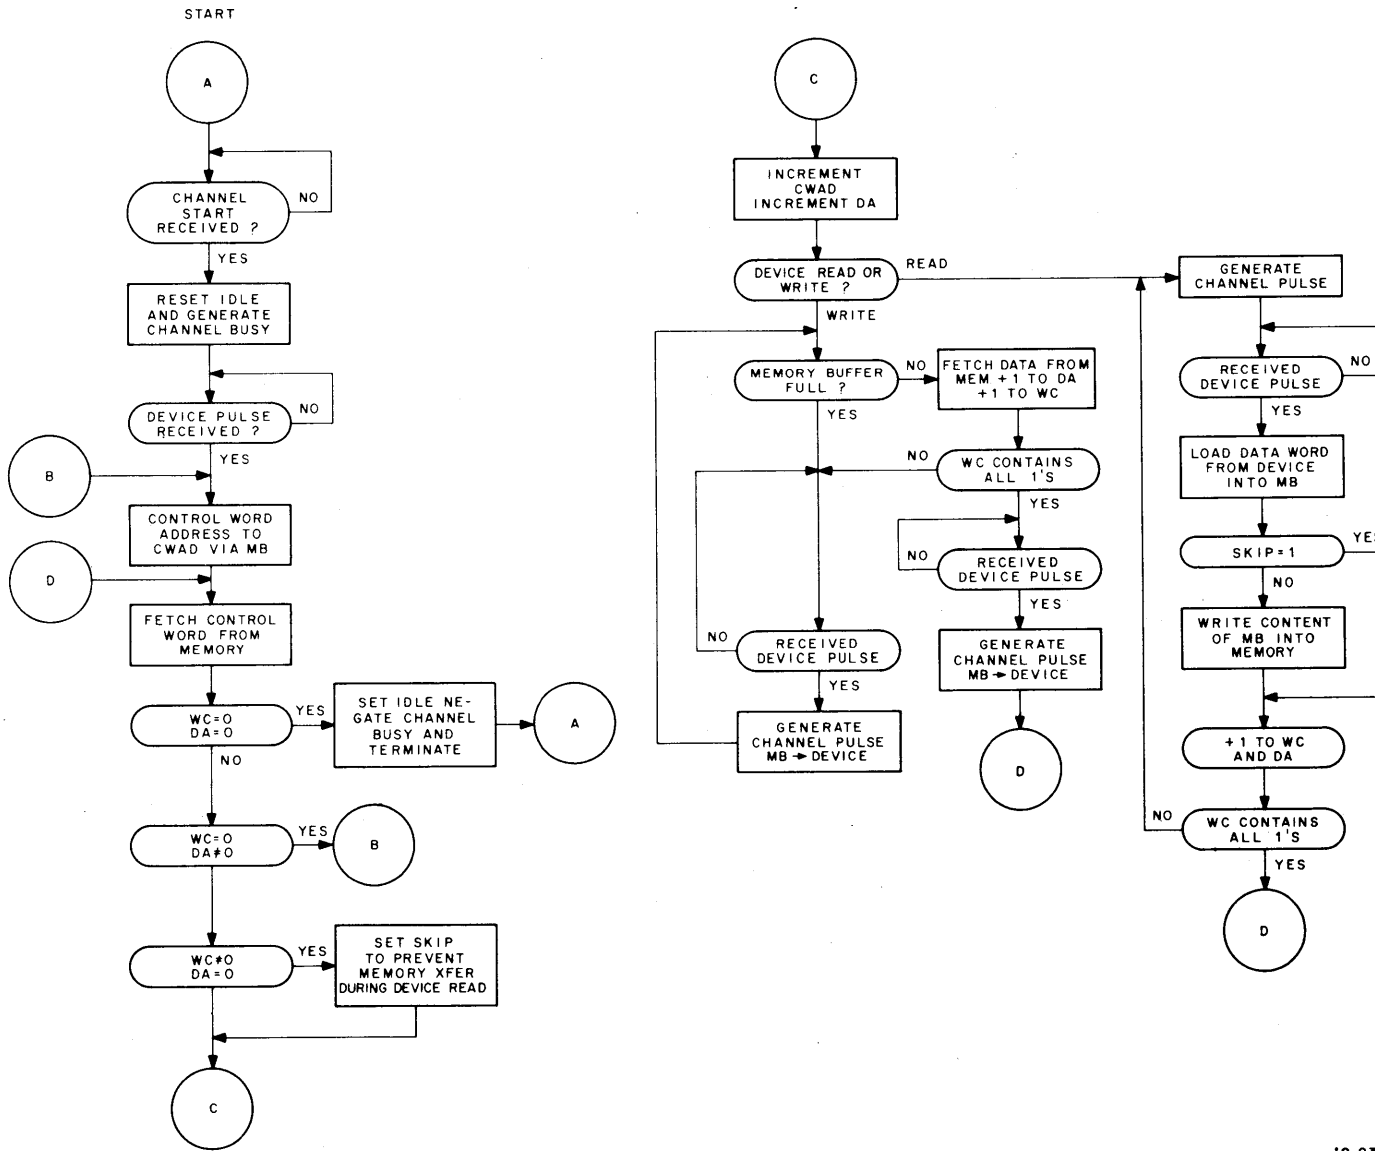 START
A
CHANNEL
START
RECEIVED ?
NO
YES
RESET IDLE
AND GENERATE
CHANNEL BUSY
DEVICE PULSE
RECEIVED ?
NO
YES
B
CONTROL WORD
ADDRESS TO
CWAD VIA MB
D
FETCH CONTROL
WORD FROM
MEMORY
WC=0
DA=0
YES
SET IDLE NE-
GATE CHANNEL
BUSY AND
TERMINATE
A
NO
WC=0
DA≠0
YES
B
WC≠0
DA=0
YES
SET SKIP
TO PREVENT
MEMORY XFER
DURING DEVICE READ
C
C
INCREMENT
CWAD
INCREMENT DA
DEVICE READ OR
WRITE ?
READ
WRITE
MEMORY BUFFER
FULL ?
NO
YES
FETCH DATA FROM
MEM +1 TO DA
+1 TO WC
WC CONTAINS
ALL 1'S
NO
YES
RECEIVED
DEVICE PULSE
NO
YES
GENERATE
CHANNEL PULSE
MB→DEVICE
D
RECEIVED
DEVICE PULSE
NO
YES
GENERATE
CHANNEL PULSE
MB→DEVICE
GENERATE
CHANNEL PULSE
RECEIVED
DEVICE PULSE
NO
YES
LOAD DATA WORD
FROM DEVICE
INTO MB
SKIP=1
YES
NO
WRITE CONTENT
OF MB INTO
MEMORY
+1 TO WC
AND DA
WC CONTAINS
ALL 1'S
NO
YES
D